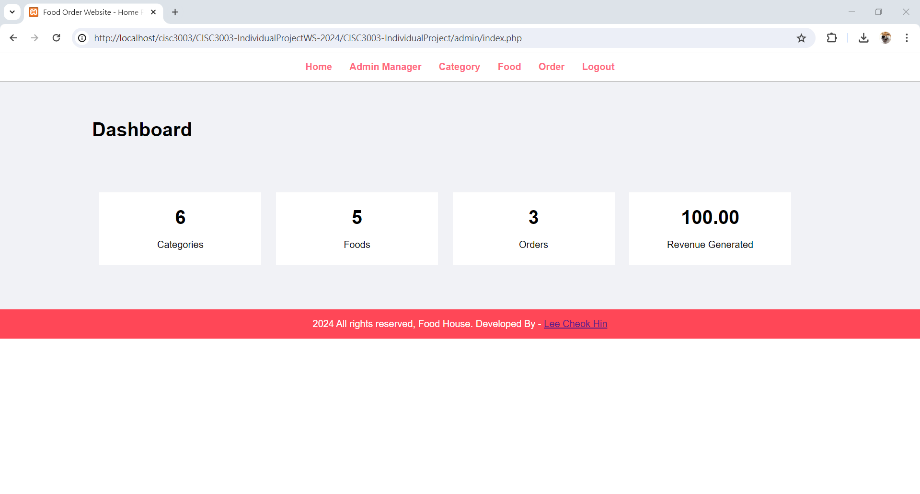 Food Order Website - Home
http://localhost/cisc3003/CISC3003-IndividualProjectWS-2024/CISC3003-IndividualProject/admin/index.php
Home Admin Manager Category Food Order Logout
Dashboard
6 5 3 100.00
Categories Foods Orders Revenue Generated
2024 All rights reserved, Food House. Developed By - Lee Cheok Hin